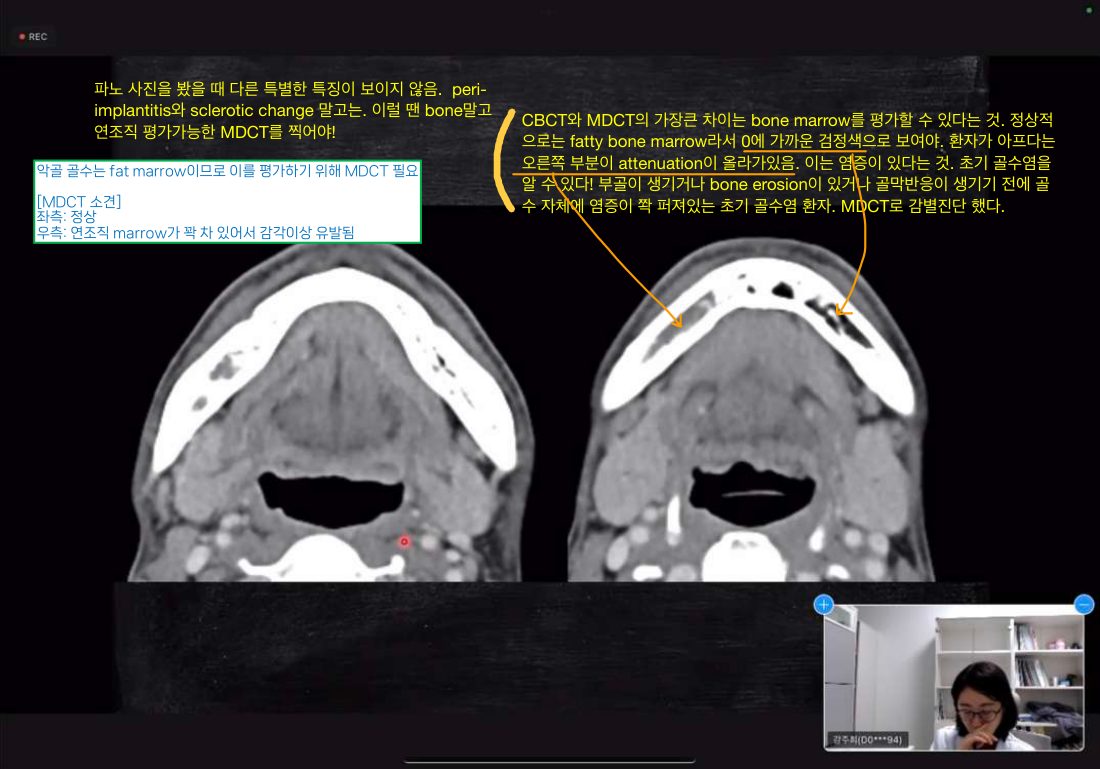 REC
파노 사진을 봤을 때 다른 특별한 특징이 보이지 않음. peri-
implantitis와 sclerotic change 말고는. 이럴 땐 bone말고
연조직 평가가능한 MDCT를 찍어야!
악골 골수는 fat marrow이므로 이를 평가하기 위해 MDCT 필요
[MDCT 소견]
좌측: 정상
우측: 연조직 marrow가 꽉 차 있어서 감각이상 유발됨
CBCT와 MDCT의 가장큰 차이는 bone marrow를 평가할 수 있다는 것. 정상적
으로는 fatty bone marrow라서 0에 가까운 검정색으로 보여야. 환자가 아프다는
오른쪽 부분이 attenuation이 올라가있음. 이는 염증이 있다는 것. 초기 골수염을
알 수 있다! 부골이 생기거나 bone erosion이 있거나 골막반응이 생기기 전에 골
수 자체에 염증이 쫙 퍼져있는 초기 골수염 환자. MDCT로 감별진단 했다.
강주희(D0***94)